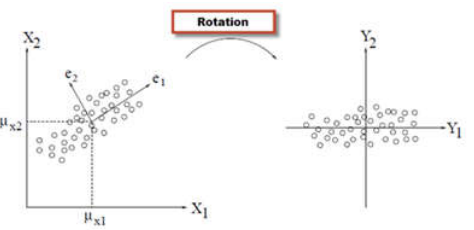 Rotation
X2
Y2
e2
e1
μx2
Y1
X1
μx1